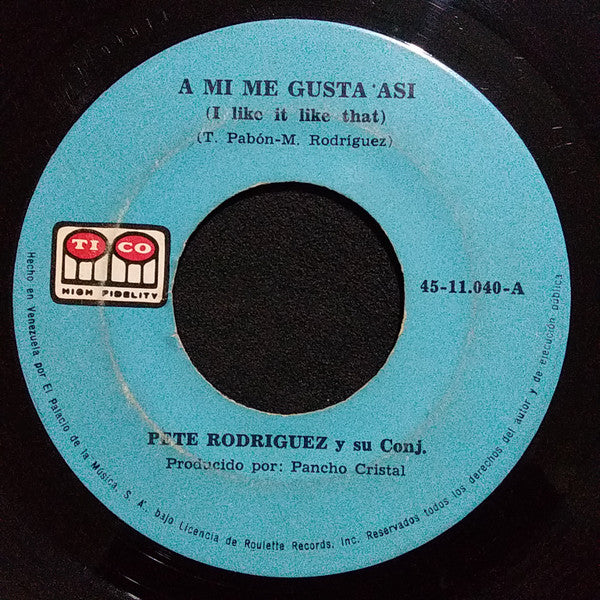 A MI ME GUSTA ASI
(I like it like that)
(T. Pabón-M. Rodríguez)
TICO
HIGH FIDELITY
45-11.040-A
PETE RODRIGUEZ y su Conj.
Producido por: Pancho Cristal
Hecho en Venezuela por El Palacio de la Música, S. A. bajo Licencia de Roulette Records, Inc. Reservados todos los derechos del autor y de ejecución pública